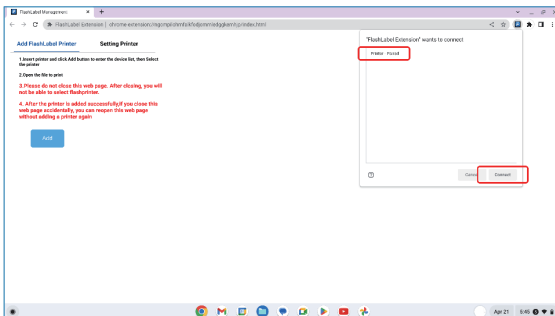 FlashLabel Management
FlashLabel Extension | chrome-extension://
Add FlashLabel Printer
Setting Printer
1.Insert printer and click Add button to enter the device list, then Select
the printer
2.Open the file to print
3.Please do not close this web page. After closing, you will
not be able to select flashprinter.
4. After the printer is added successfully,if you close this
web page accidentally, you can reopen this web page
without adding a printer again
Add
"FlashLabel Extension" wants to connect
Printer - Paired
Cancel
Connect
Apr 21
5:45